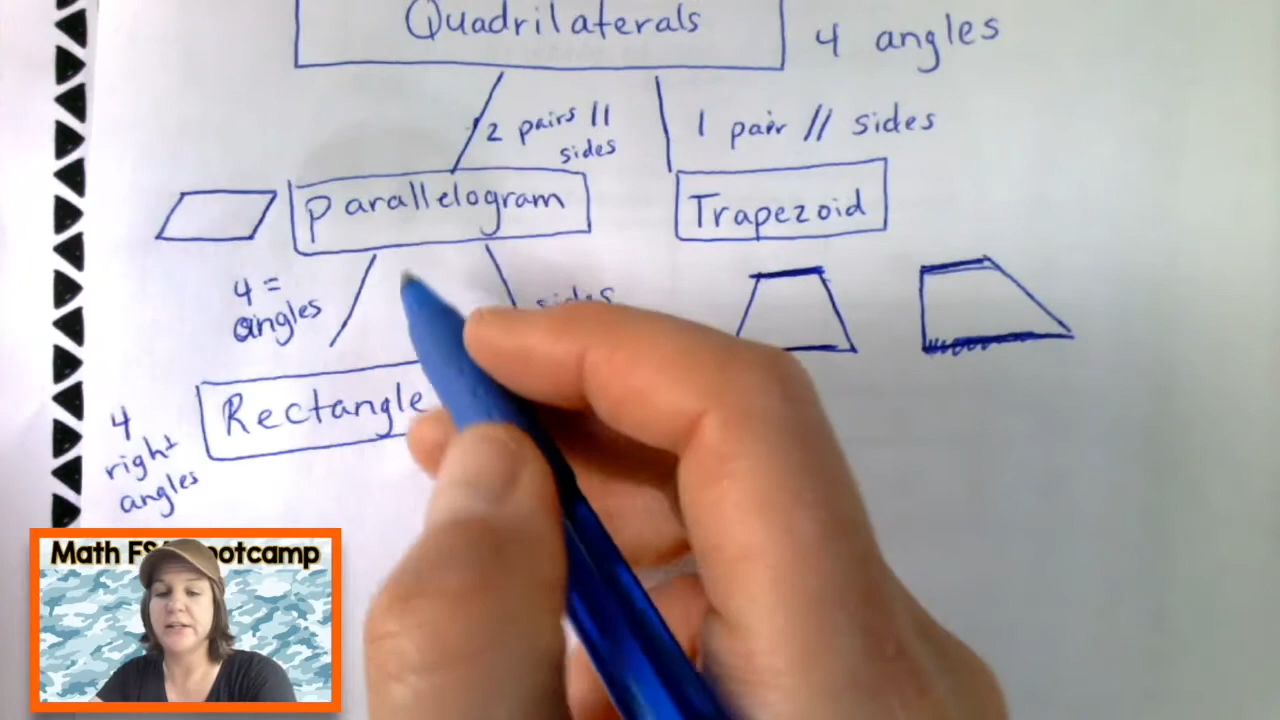 Quadrilaterals
4 angles
2 pairs //
sides
1 pair // sides
Parallelogram
Trapezoid
4 =
angles
sides
Rectangle
4
right
angles
Math FS
ootcamp